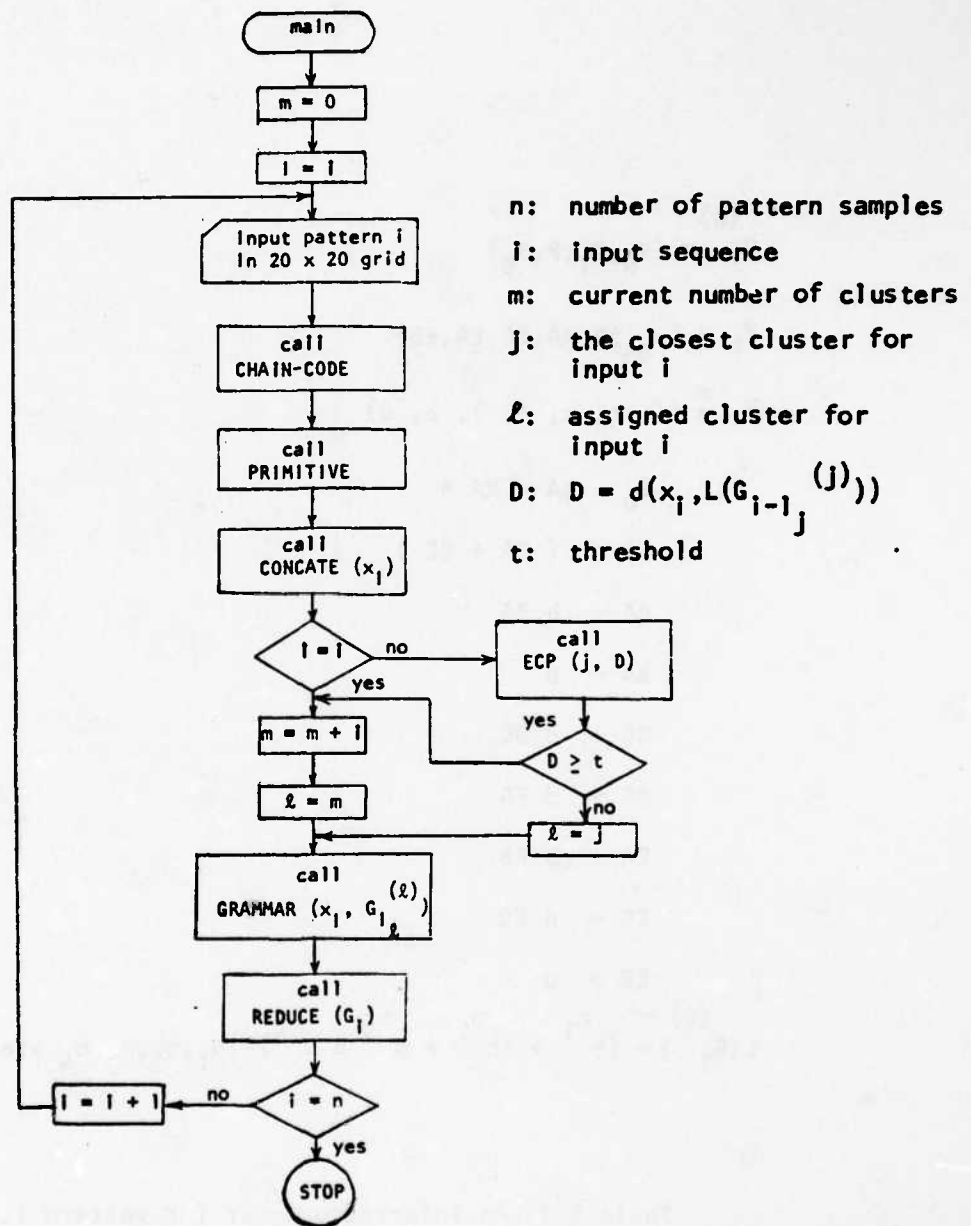 main
m = 0
i = 1
Input pattern i
in 20 x 20 grid
call
CHAIN-CODE
call
PRIMITIVE
call
CONCATE (x_i)
i = 1
no
yes
call
ECP (j, D)
yes
D ≥ t
no
m = m + 1
ℓ = m
ℓ = j
call
GRAMMAR (x_i, G_{i_ℓ}^{(ℓ)})
call
REDUCE (G_i)
i = n
no
i = i + 1
yes
STOP
n: number of pattern samples
i: input sequence
m: current number of clusters
j: the closest cluster for
input i
ℓ: assigned cluster for
input i
D: D = d(x_i, L(G_{i-1_j}^{(j)}))
t: threshold